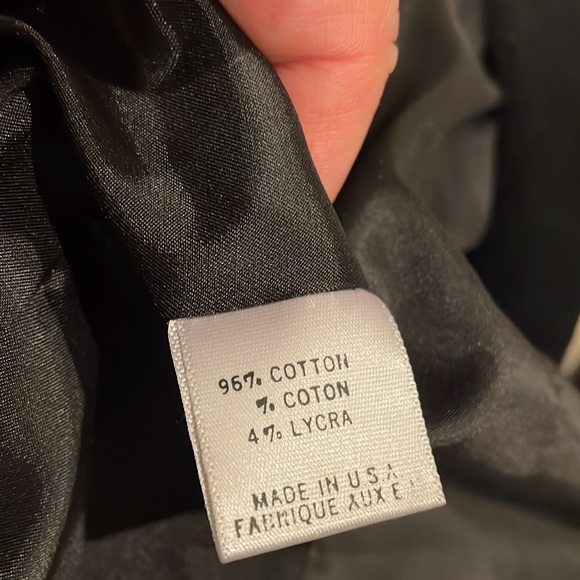 96% COTTON
% COTON
4% LYCRA
MADE IN U S A
FABRIQUE AUX E